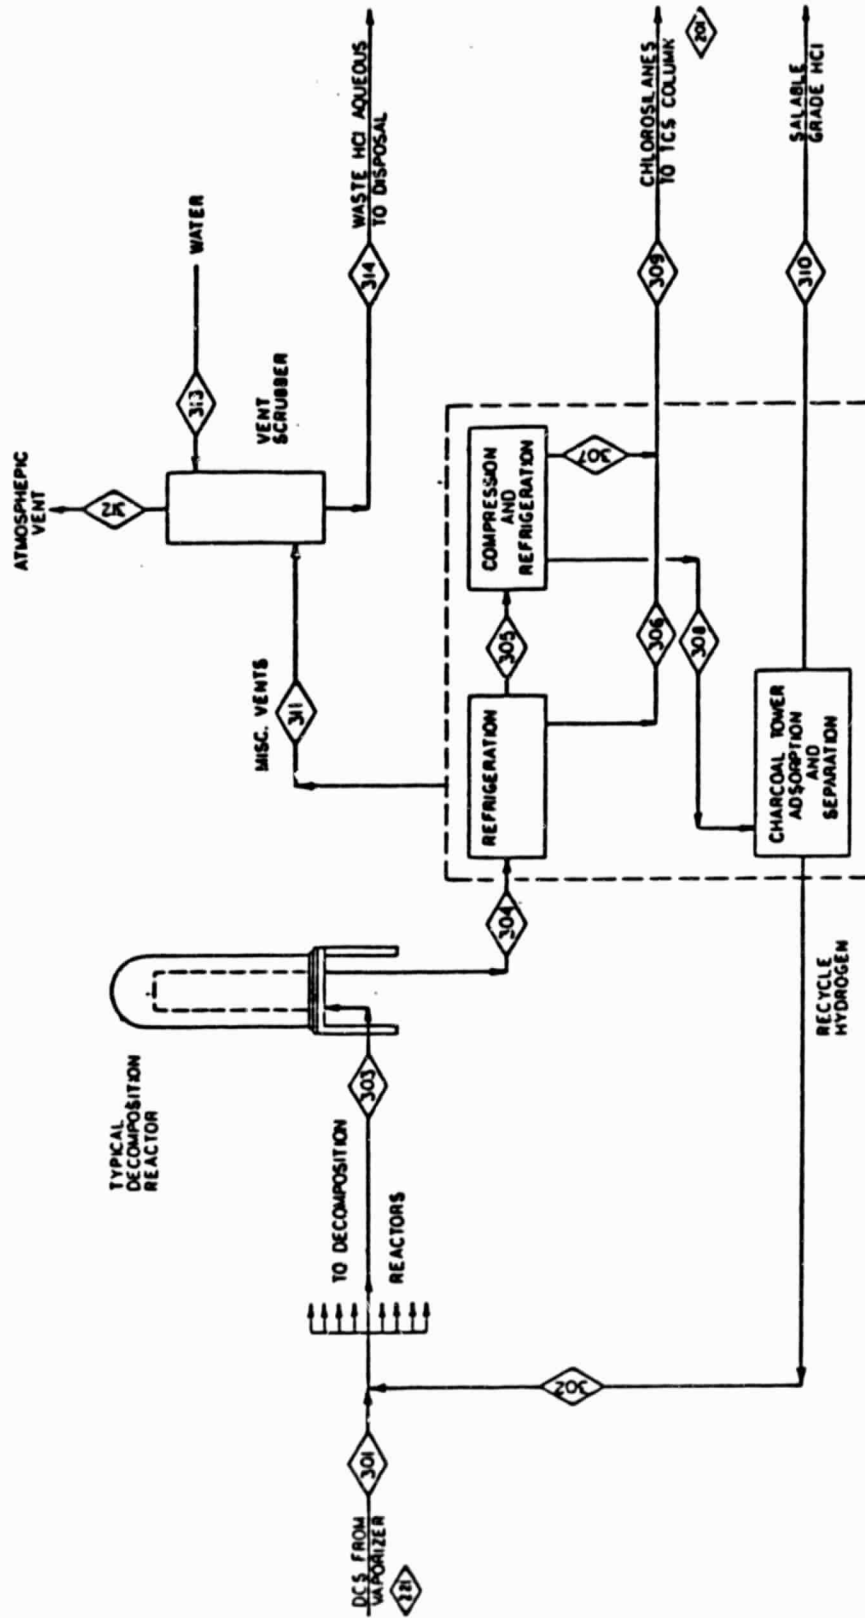 ATMOSPHEPIC
VENT
312
313
WATER
VENT
SCRUBBER
314
WASTE HCl AQUEOUS
TO DISPOSAL
MISC. VENTS
311
TYPICAL
DECOMPOSITION
REACTOR
TO DECOMPOSITION
REACTORS
DCS FROM
VAPORIZER
221
301
303
304
REFRIGERATION
305
COMPRESSION
AND
REFRIGERATION
307
306
309
CHLOROSILANES
TO TCS COLUMN
201
308
CHARCOAL TOWER
ADSORPTION
AND
SEPARATION
310
SALABLE
GRADE HCl
302
RECYCLE
HYDROGEN